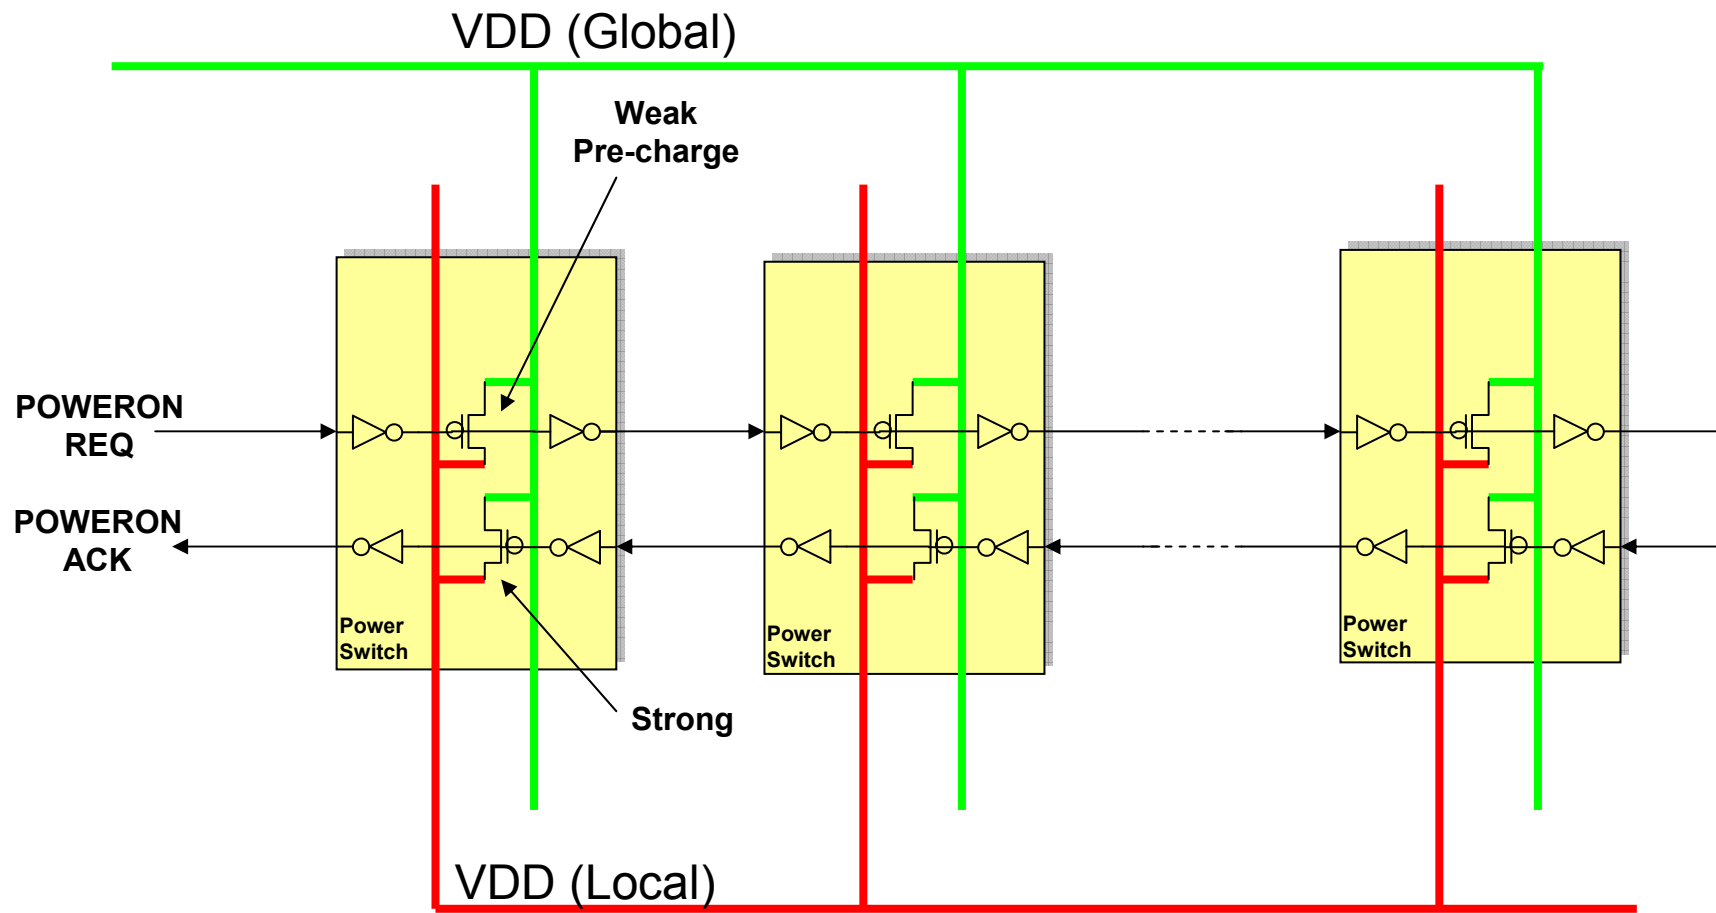 VDD (Global)
Weak
Pre-charge
POWERON
REQ
POWERON
ACK
Power
Switch
Power
Switch
Power
Switch
Strong
VDD (Local)